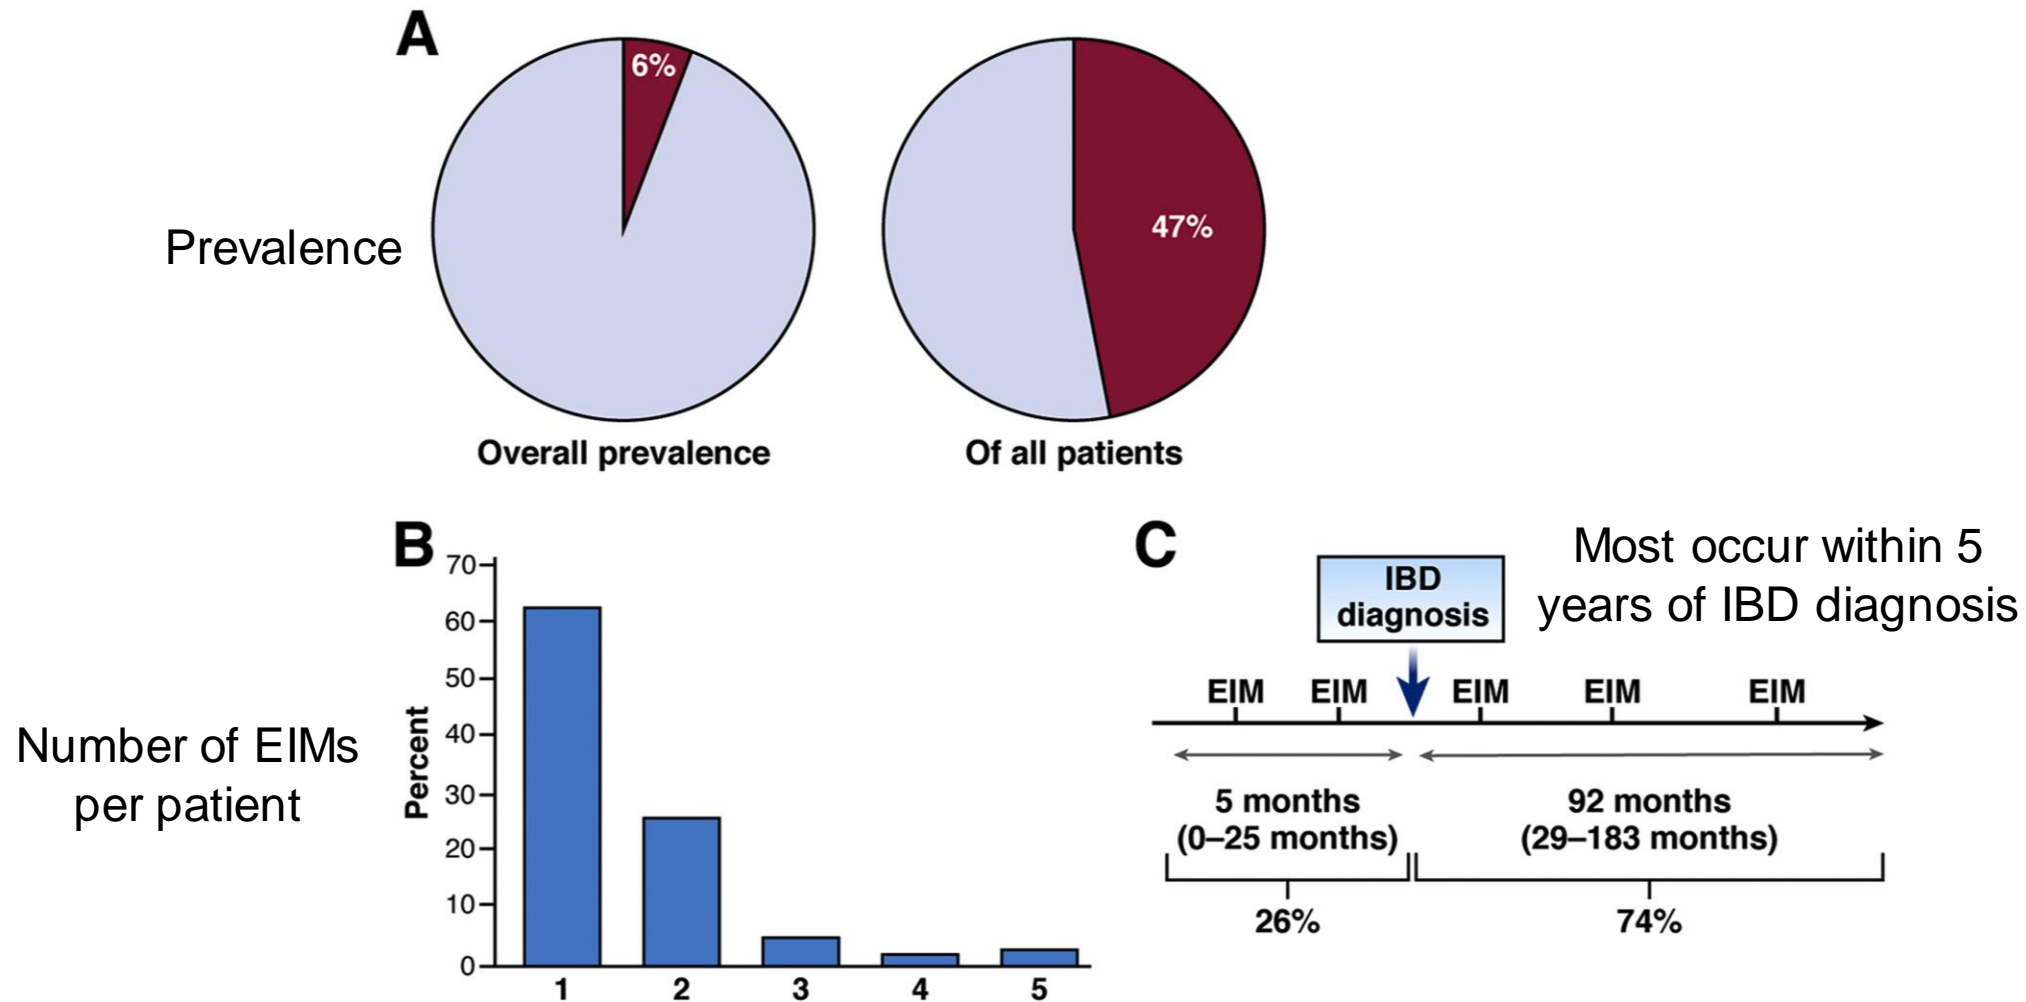 A
6%
47%
Prevalence
Overall prevalence
Of all patients
B
70
60
50
40
30
20
10
0
Percent
1 2 3 4 5
Number of EIMs
per patient
C
IBD
diagnosis
Most occur within 5
years of IBD diagnosis
EIM EIM EIM EIM EIM
5 months
(0–25 months)
92 months
(29–183 months)
26%
74%